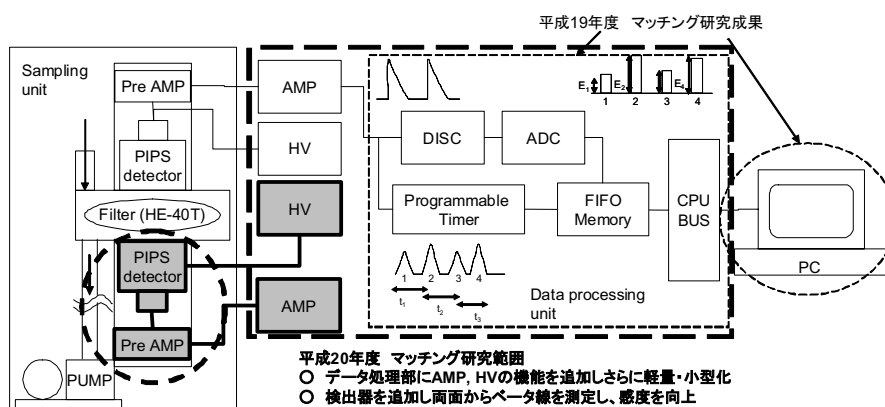 平成19年度 マッチング研究成果
Sampling
unit
Pre AMP
PIPS
detector
Filter (HE-40T)
PIPS
detector
Pre AMP
PUMP
AMP
HV
HV
AMP
DISC
ADC
Programmable
Timer
FIFO
Memory
CPU
BUS
E1
E2
E4
1 2 3 4
1 2 3 4
t1
t2
t3
Data processing
unit
PC
平成20年度 マッチング研究範囲
○ データ処理部にAMP, HVの機能を追加しさらに軽量・小型化
○ 検出器を追加し両面からベータ線を測定し、感度を向上